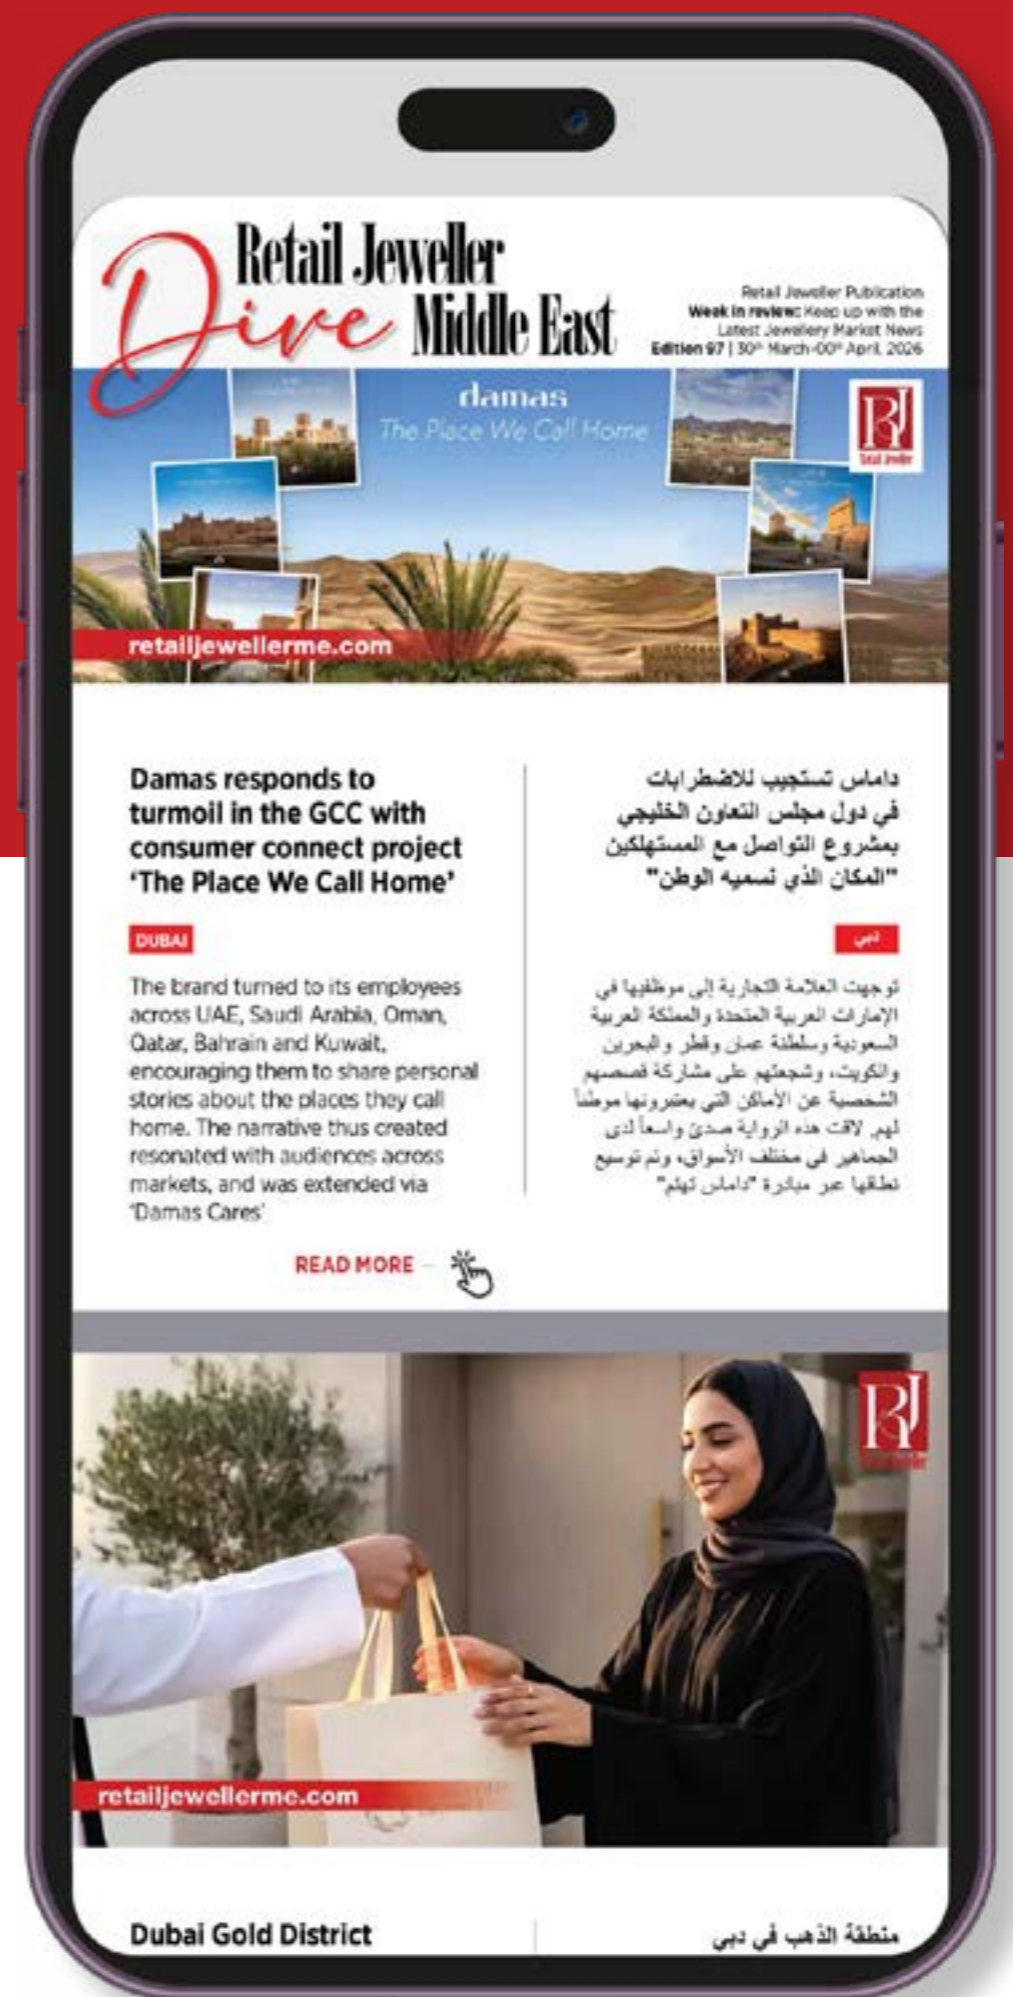 Retail Jeweller
Dive Middle East
Retail Jeweller Publication
Week in review: Keep up with the
Latest Jewellery Market News
Edition 97 | 30th March-00th April, 2026
damas
The Place We Call Home
RJ
Retail Jeweller
retailjewellerme.com
Damas responds to
turmoil in the GCC with
consumer connect project
‘The Place We Call Home’
DUBAI
The brand turned to its employees
across UAE, Saudi Arabia, Oman,
Qatar, Bahrain and Kuwait,
encouraging them to share personal
stories about the places they call
home. The narrative thus created
resonated with audiences across
markets, and was extended via
‘Damas Cares’
READ MORE
داماس تستجيب للاضطرابات
في دول مجلس التعاون الخليجي
بمشروع التواصل مع المستهلكين
"المكان الذي نسميه الوطن"
دبي
توجهت العلامة التجارية إلى موظفيها في
الإمارات العربية المتحدة والمملكة العربية
السعودية وسلطنة عمان وقطر والبحرين
والكويت، وشجعتهم على مشاركة قصصهم
الشخصية عن الأماكن التي يعتبرونها موطناً
لهم. لاقت هذه الرواية صدىً واسعاً لدى
الجماهير في مختلف الأسواق، وتم توسيع
نطاقها عبر مبادرة "داماس تهتم"
RJ
Retail Jeweller
retailjewellerme.com
Dubai Gold District
منطقة الذهب في دبي